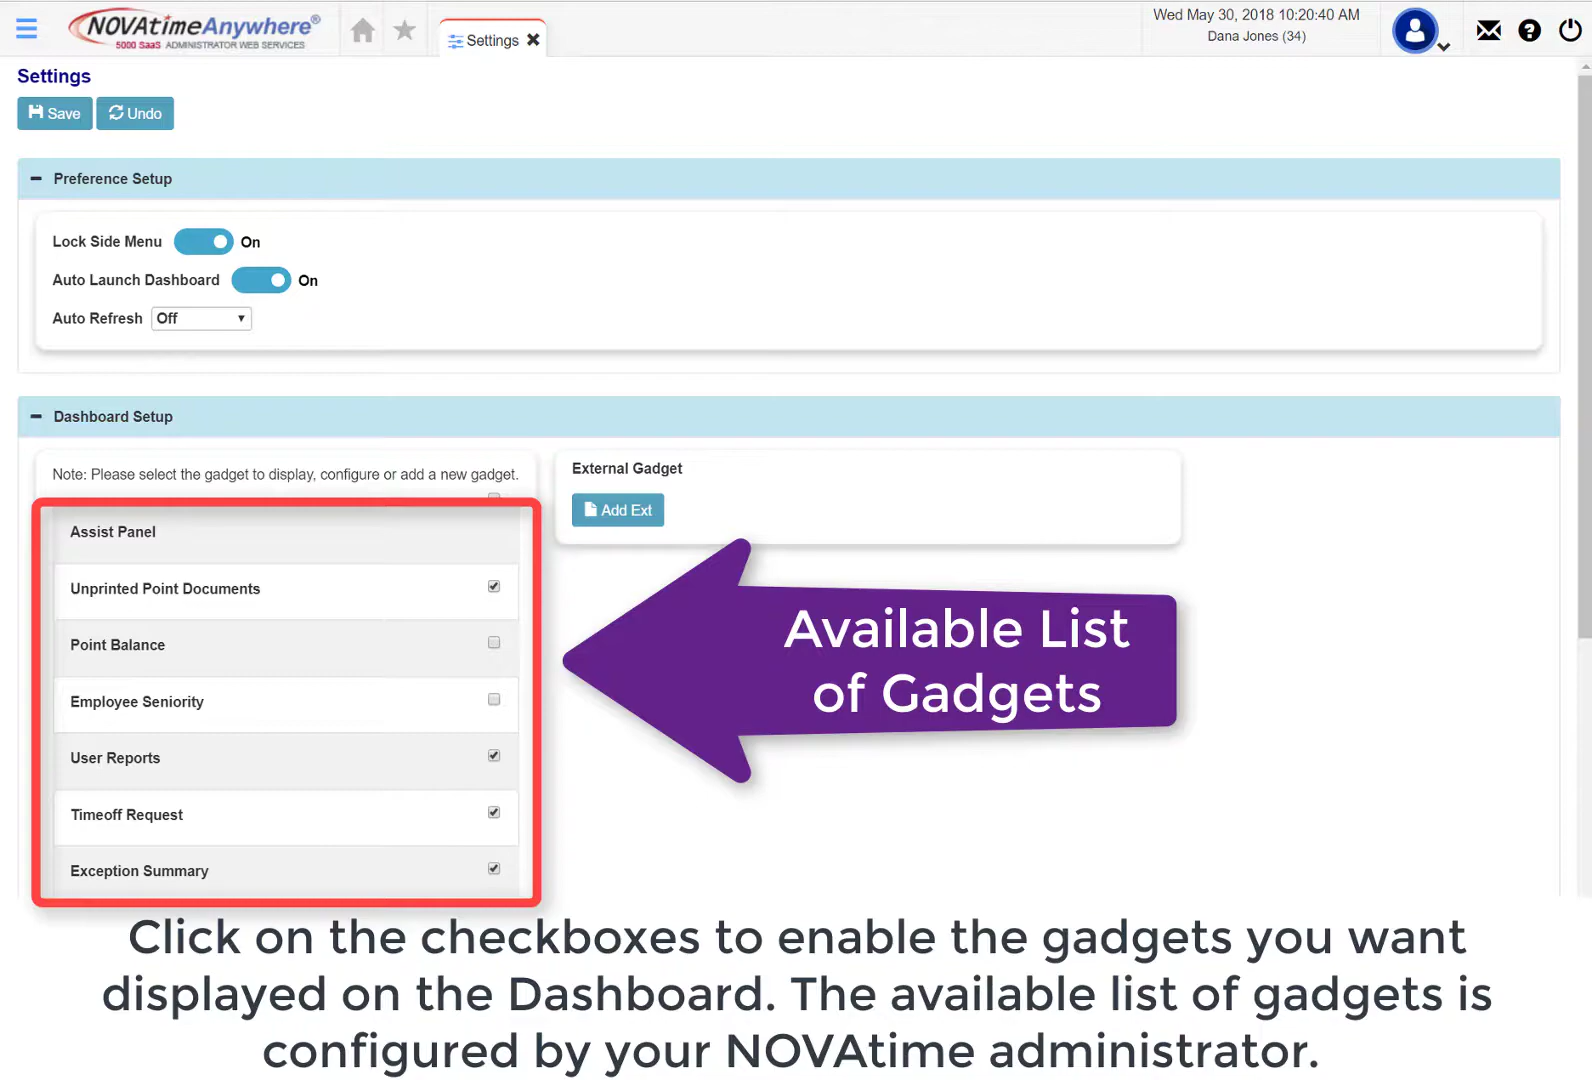 NOVAtimeAnywhere®
5000 SaaS ADMINISTRATOR WEB SERVICES
Settings
Wed May 30, 2018 10:20:40 AM
Dana Jones (34)
Settings
Save Undo
Preference Setup
Lock Side Menu On
Auto Launch Dashboard On
Auto Refresh Off
Dashboard Setup
Note: Please select the gadget to display, configure or add a new gadget.
External Gadget
Add Ext
Assist Panel
Unprinted Point Documents
Point Balance
Employee Seniority
User Reports
Timeoff Request
Exception Summary
Available List
of Gadgets
Click on the checkboxes to enable the gadgets you want
displayed on the Dashboard. The available list of gadgets is
configured by your NOVAtime administrator.